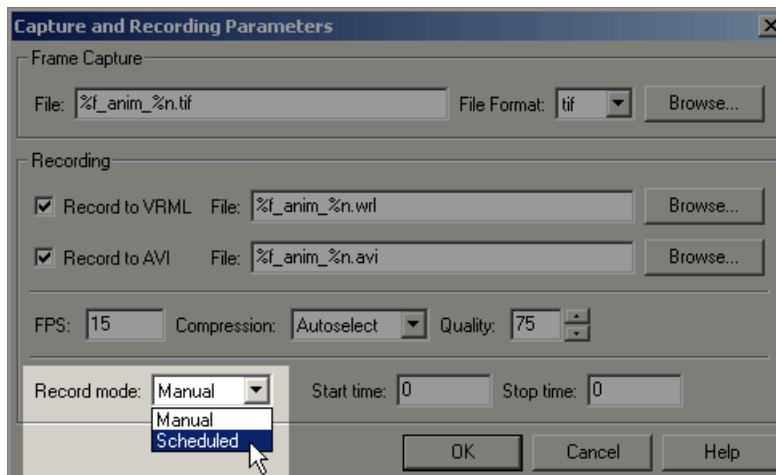 Capture and Recording Parameters
Frame Capture
File: %f_anim_%n.tif File Format: tif Browse...
Recording
Record to VRML File: %f_anim_%n.wrl Browse...
Record to AVI File: %f_anim_%n.avi Browse...
FPS: 15 Compression: Autoselect Quality: 75
Record mode: Manual Start time: 0 Stop time: 0
Manual
Scheduled
OK Cancel Help